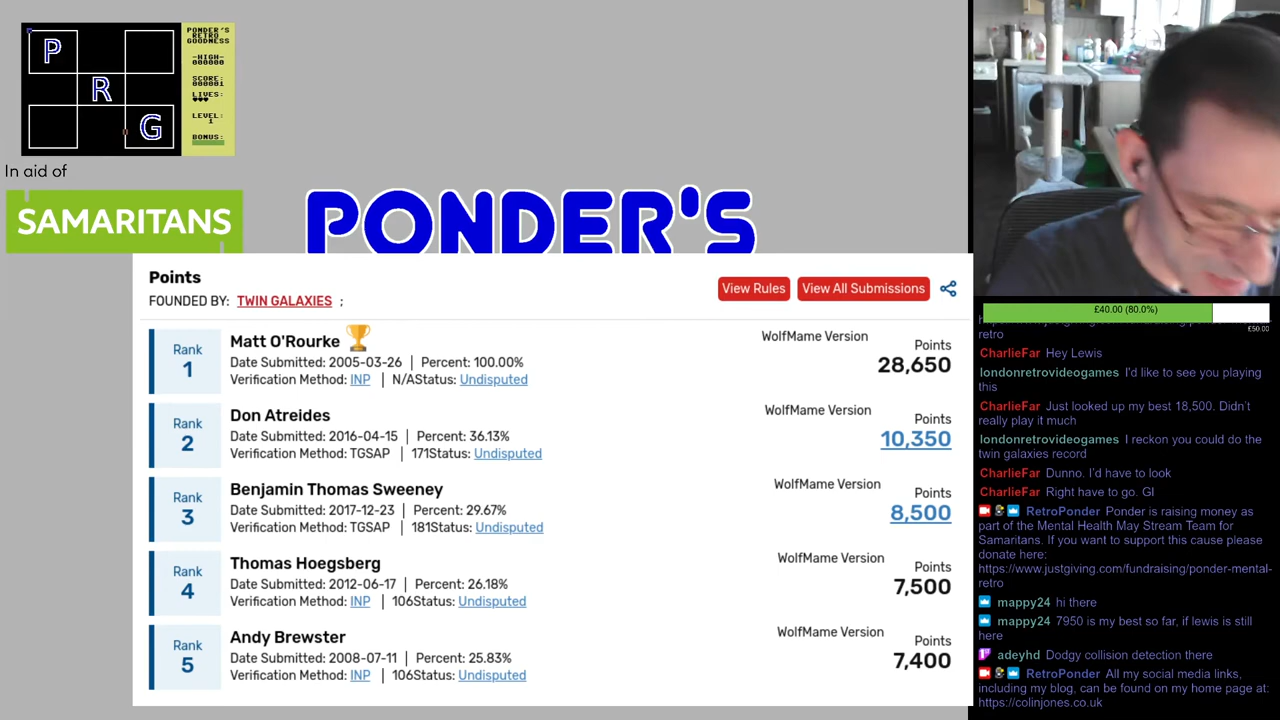 P
R
G
PONDER'S
RETRO
GOODNESS
-HIGH-
000000
SCORE:
000001
LIVES:
♥♥♥
LEVEL:
1
BONUS:
In aid of
SAMARITANS
PONDER'S
Points
FOUNDED BY: TWIN GALAXIES ;
View Rules
View All Submissions
Rank
1
Matt O'Rourke
Date Submitted: 2005-03-26 | Percent: 100.00%
Verification Method: INP | N/AStatus: Undisputed
WolfMame Version
Points
28,650
Rank
2
Don Atreides
Date Submitted: 2016-04-15 | Percent: 36.13%
Verification Method: TGSAP | 171Status: Undisputed
WolfMame Version
Points
10,350
Rank
3
Benjamin Thomas Sweeney
Date Submitted: 2017-12-23 | Percent: 29.67%
Verification Method: TGSAP | 181Status: Undisputed
WolfMame Version
Points
8,500
Rank
4
Thomas Hoegsberg
Date Submitted: 2012-06-17 | Percent: 26.18%
Verification Method: INP | 106Status: Undisputed
WolfMame Version
Points
7,500
Rank
5
Andy Brewster
Date Submitted: 2008-07-11 | Percent: 25.83%
Verification Method: INP | 106Status: Undisputed
WolfMame Version
Points
7,400
£40.00 (80.0%)
£50.00
retro
CharlieFar Hey Lewis
londonretrovideogames I'd like to see you playing
this
CharlieFar Just looked up my best 18,500. Didn't
really play it much
londonretrovideogames I reckon you could do the
twin galaxies record
CharlieFar Dunno. I'd have to look
CharlieFar Right have to go. Gl
RetroPonder Ponder is raising money as
part of the Mental Health May Stream Team for
Samaritans. If you want to support this cause please
donate here:
https://www.justgiving.com/fundraising/ponder-mental-
retro
mappy24 hi there
mappy24 7950 is my best so far, if lewis is still
here
adeyhd Dodgy collision detection there
RetroPonder All my social media links,
including my blog, can be found on my home page at:
https://colinjones.co.uk